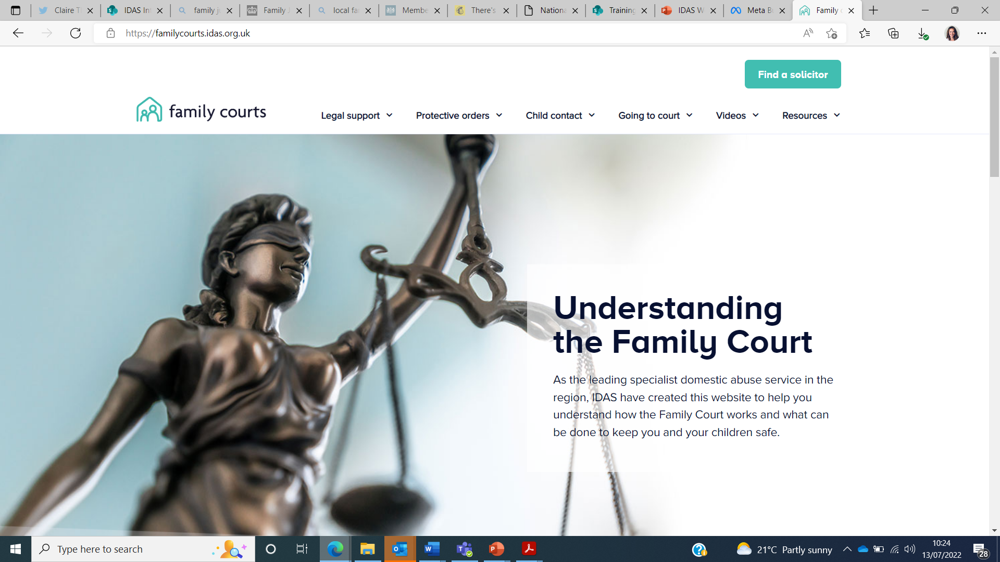 Claire T
IDAS Int
family ju
Family J
local fa
Membe
There's
Nationa
Training
IDAS W
Meta B
Family c
https://familycourts.idas.org.uk
Find a solicitor
family courts
Legal support
Protective orders
Child contact
Going to court
Videos
Resources
Understanding
the Family Court
As the leading specialist domestic abuse service in the
region, IDAS have created this website to help you
understand how the Family Court works and what can
be done to keep you and your children safe.
Type here to search
21°C Partly sunny
10:24
13/07/2022
28